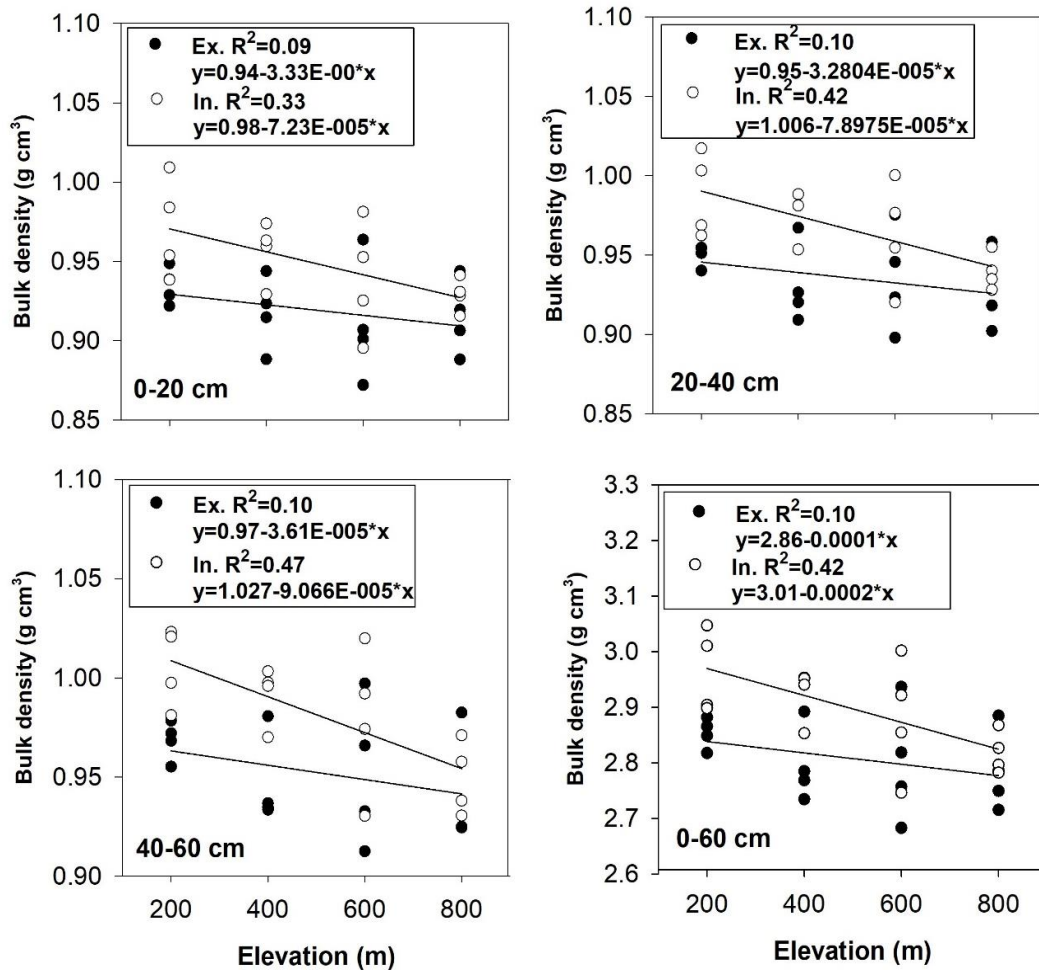 1.10
1.05
1.00
0.95
0.90
0.85
Bulk density (g cm³)
Ex. R²=0.09
y=0.94-3.33E-00*x
In. R²=0.33
y=0.98-7.23E-005*x
0-20 cm
1.10
1.05
1.00
0.95
0.90
0.85
Bulk density (g cm³)
Ex. R²=0.10
y=0.95-3.2804E-005*x
In. R²=0.42
y=1.006-7.8975E-005*x
20-40 cm
1.10
1.05
1.00
0.95
0.90
Bulk density (g cm³)
Ex. R²=0.10
y=0.97-3.61E-005*x
In. R²=0.47
y=1.027-9.066E-005*x
40-60 cm
200 400 600 800
Elevation (m)
3.3
3.2
3.1
3.0
2.9
2.8
2.7
2.6
Bulk density (g cm³)
Ex. R²=0.10
y=2.86-0.0001*x
In. R²=0.42
y=3.01-0.0002*x
0-60 cm
200 400 600 800
Elevation (m)